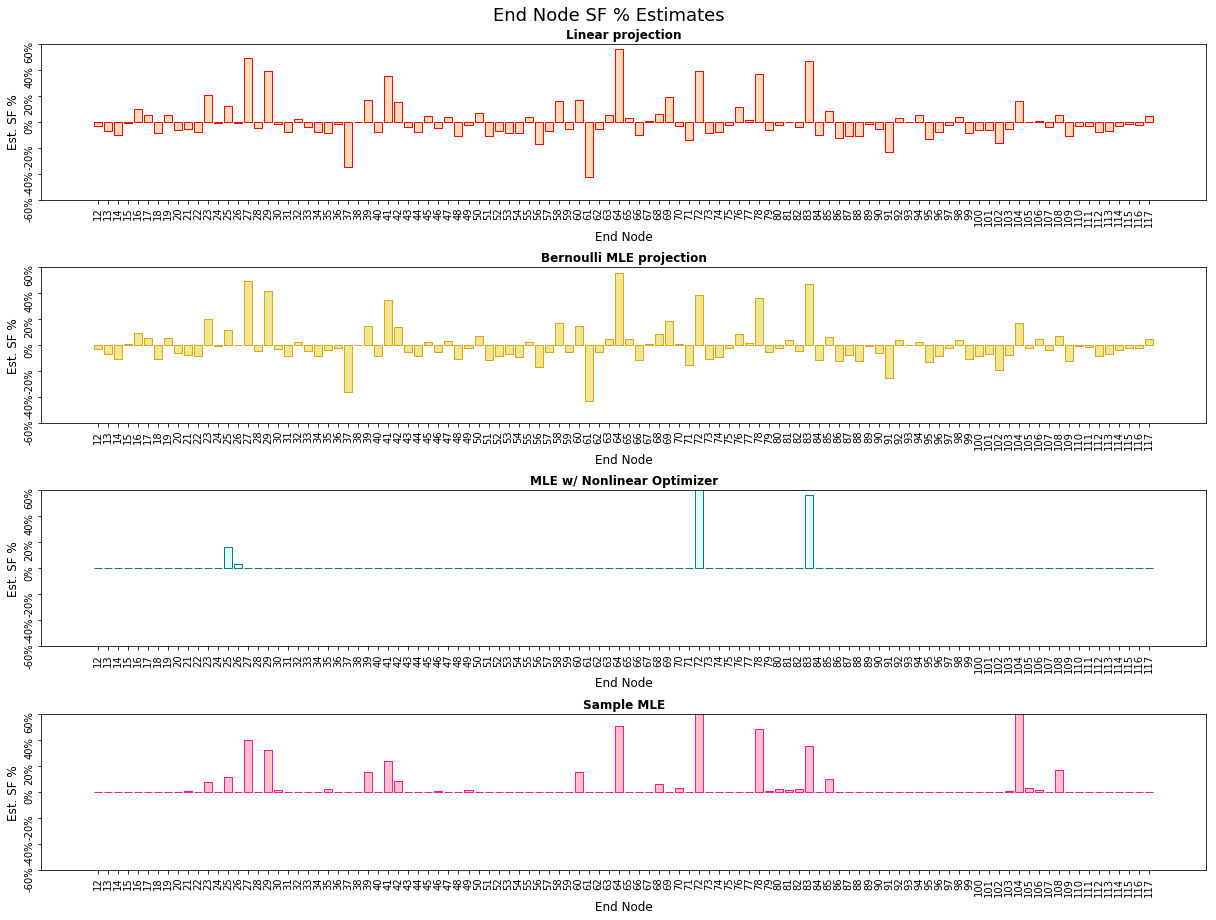 End Node SF % Estimates
Linear projection
Est. SF %
60%
40%
20%
0%
-20%
-40%
-60%
12 13 14 15 16 17 18 19 20 21 22 23 24 25 26 27 28 29 30 31 32 33 34 35 36 37 38 39 40 41 42 43 44 45 46 47 48 49 50 51 52 53 54 55 56 57 58 59 60 61 62 63 64 65 66 67 68 69 70 71 72 73 74 75 76 77 78 79 80 81 82 83 84 85 86 87 88 89 90 91 92 93 94 95 96 97 98 99 100 101 102 103 104 105 106 107 108 109 110 111 112 113 114 115 116 117
End Node
Bernoulli MLE projection
Est. SF %
60%
40%
20%
0%
-20%
-40%
-60%
12 13 14 15 16 17 18 19 20 21 22 23 24 25 26 27 28 29 30 31 32 33 34 35 36 37 38 39 40 41 42 43 44 45 46 47 48 49 50 51 52 53 54 55 56 57 58 59 60 61 62 63 64 65 66 67 68 69 70 71 72 73 74 75 76 77 78 79 80 81 82 83 84 85 86 87 88 89 90 91 92 93 94 95 96 97 98 99 100 101 102 103 104 105 106 107 108 109 110 111 112 113 114 115 116 117
End Node
MLE w/ Nonlinear Optimizer
Est. SF %
60%
40%
20%
0%
-20%
-40%
-60%
12 13 14 15 16 17 18 19 20 21 22 23 24 25 26 27 28 29 30 31 32 33 34 35 36 37 38 39 40 41 42 43 44 45 46 47 48 49 50 51 52 53 54 55 56 57 58 59 60 61 62 63 64 65 66 67 68 69 70 71 72 73 74 75 76 77 78 79 80 81 82 83 84 85 86 87 88 89 90 91 92 93 94 95 96 97 98 99 100 101 102 103 104 105 106 107 108 109 110 111 112 113 114 115 116 117
End Node
Sample MLE
Est. SF %
60%
40%
20%
0%
-20%
-40%
-60%
12 13 14 15 16 17 18 19 20 21 22 23 24 25 26 27 28 29 30 31 32 33 34 35 36 37 38 39 40 41 42 43 44 45 46 47 48 49 50 51 52 53 54 55 56 57 58 59 60 61 62 63 64 65 66 67 68 69 70 71 72 73 74 75 76 77 78 79 80 81 82 83 84 85 86 87 88 89 90 91 92 93 94 95 96 97 98 99 100 101 102 103 104 105 106 107 108 109 110 111 112 113 114 115 116 117
End Node